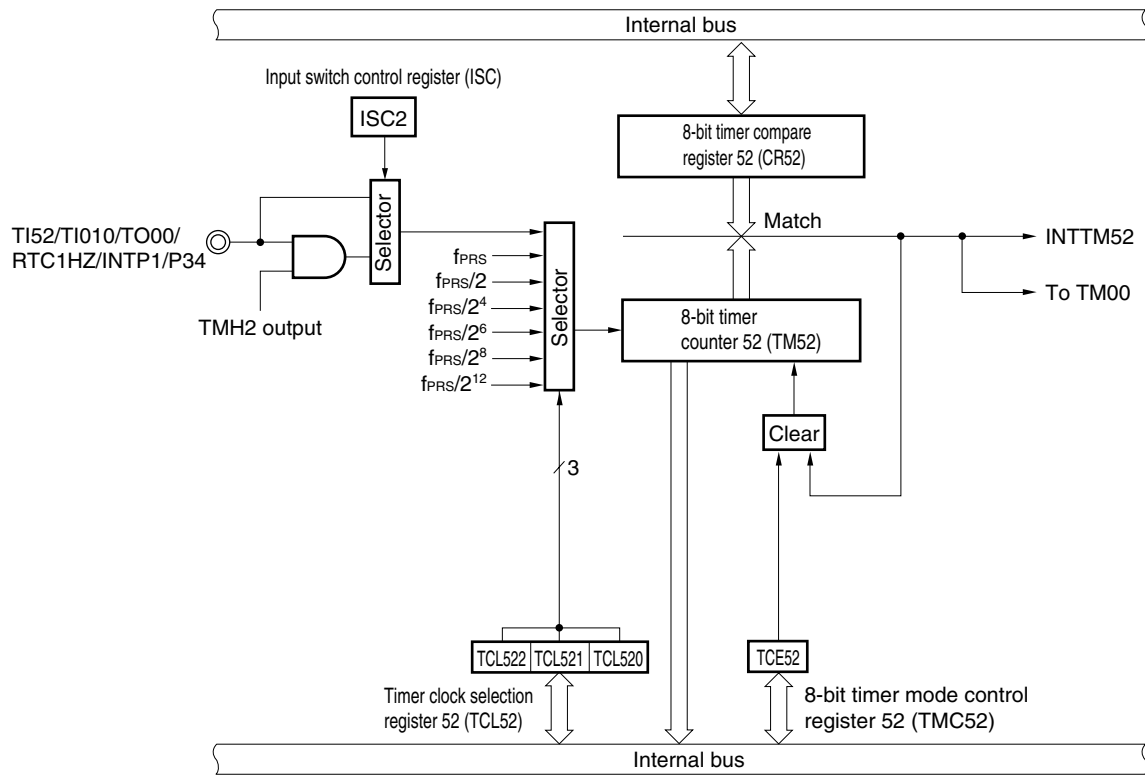 Internal bus
Input switch control register (ISC)
ISC2
8-bit timer compare
register 52 (CR52)
Selector
Match
TI52/TI010/TO00/
RTC1HZ/INTP1/P34
INTTM52
TMH2 output
To TM00
Selector
fPRS
fPRS/2
fPRS/2⁴
fPRS/2⁶
fPRS/2⁸
fPRS/2¹²
8-bit timer
counter 52 (TM52)
Clear
3
TCL522 TCL521 TCL520
TCE52
Timer clock selection
register 52 (TCL52)
8-bit timer mode control
register 52 (TMC52)
Internal bus